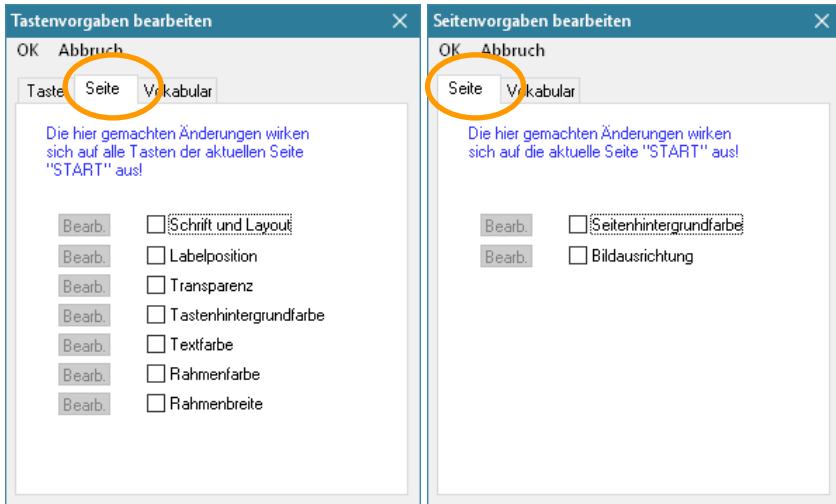 Tastenvorgaben bearbeiten
OK Abbruch
Taste Seite Vokabular
Die hier gemachten Änderungen wirken
sich auf alle Tasten der aktuellen Seite
"START" aus!
Bearb. Schrift und Layout
Bearb. Labelposition
Bearb. Transparenz
Bearb. Tastenhintergrundfarbe
Bearb. Textfarbe
Bearb. Rahmenfarbe
Bearb. Rahmenbreite
Seitenvorgaben bearbeiten
OK Abbruch
Seite Vokabular
Die hier gemachten Änderungen wirken
sich auf die aktuelle Seite "START" aus!
Bearb. Seitenhintergrundfarbe
Bearb. Bildausrichtung